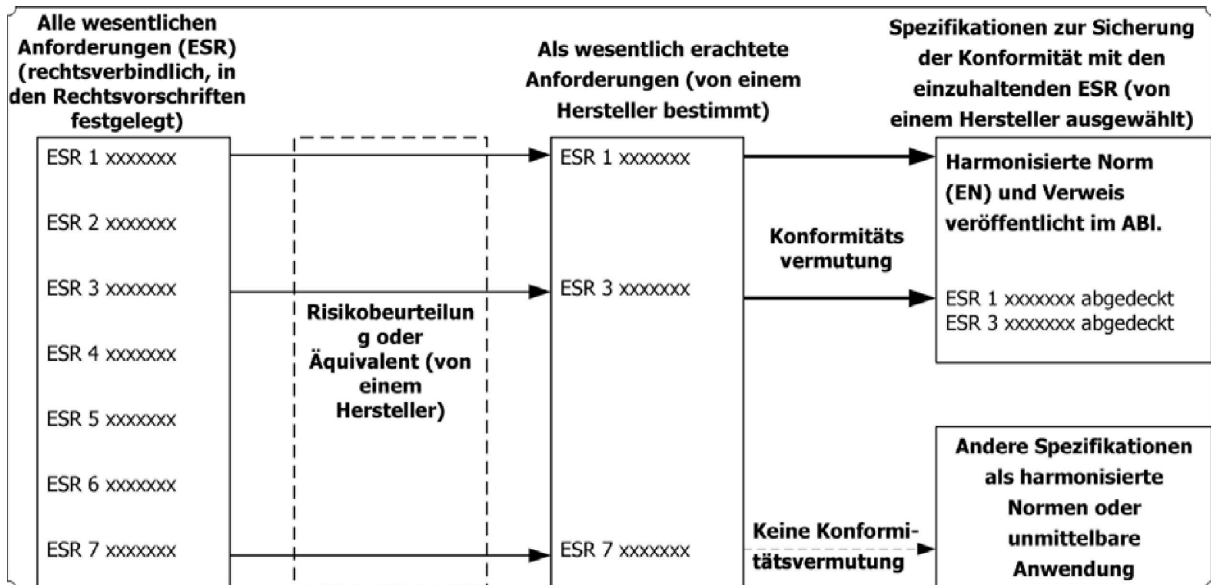 Alle wesentlichen
Anforderungen (ESR)
(rechtsverbindlich, in
den Rechtsvorschriften
festgelegt)
ESR 1 xxxxxxx
ESR 2 xxxxxxx
ESR 3 xxxxxxx
ESR 4 xxxxxxx
ESR 5 xxxxxxx
ESR 6 xxxxxxx
ESR 7 xxxxxxx
Risikobeurteilun
g oder
Äquivalent (von
einem
Hersteller)
Als wesentlich erachtete
Anforderungen (von einem
Hersteller bestimmt)
ESR 1 xxxxxxx
ESR 3 xxxxxxx
ESR 7 xxxxxxx
Konformitäts
vermutung
Keine Konformi-
tätsvermutung
Spezifikationen zur Sicherung
der Konformität mit den
einzuhaltenden ESR (von
einem Hersteller ausgewählt)
Harmonisierte Norm
(EN) und Verweis
veröffentlicht im ABl.
ESR 1 xxxxxxx abgedeckt
ESR 3 xxxxxxx abgedeckt
Andere Spezifikationen
als harmonisierte
Normen oder
unmittelbare
Anwendung